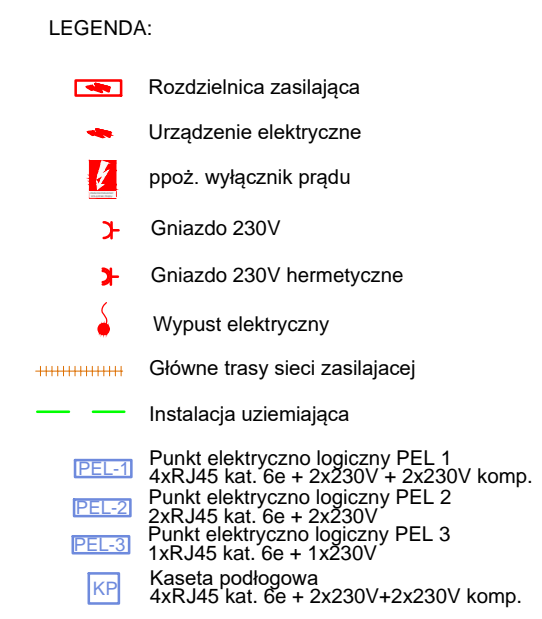 LEGENDA:
Rozdzielnica zasilająca
Urządzenie elektryczne
ppoż. wyłącznik prądu
Gniazdo 230V
Gniazdo 230V hermetyczne
Wypust elektryczny
Główne trasy sieci zasilajacej
Instalacja uziemiająca
PEL-1 Punkt elektryczno logiczny PEL 1
4xRJ45 kat. 6e + 2x230V + 2x230V komp.
PEL-2 Punkt elektryczno logiczny PEL 2
2xRJ45 kat. 6e + 2x230V
PEL-3 Punkt elektryczno logiczny PEL 3
1xRJ45 kat. 6e + 1x230V
KP Kaseta podłogowa
4xRJ45 kat. 6e + 2x230V+2x230V komp.